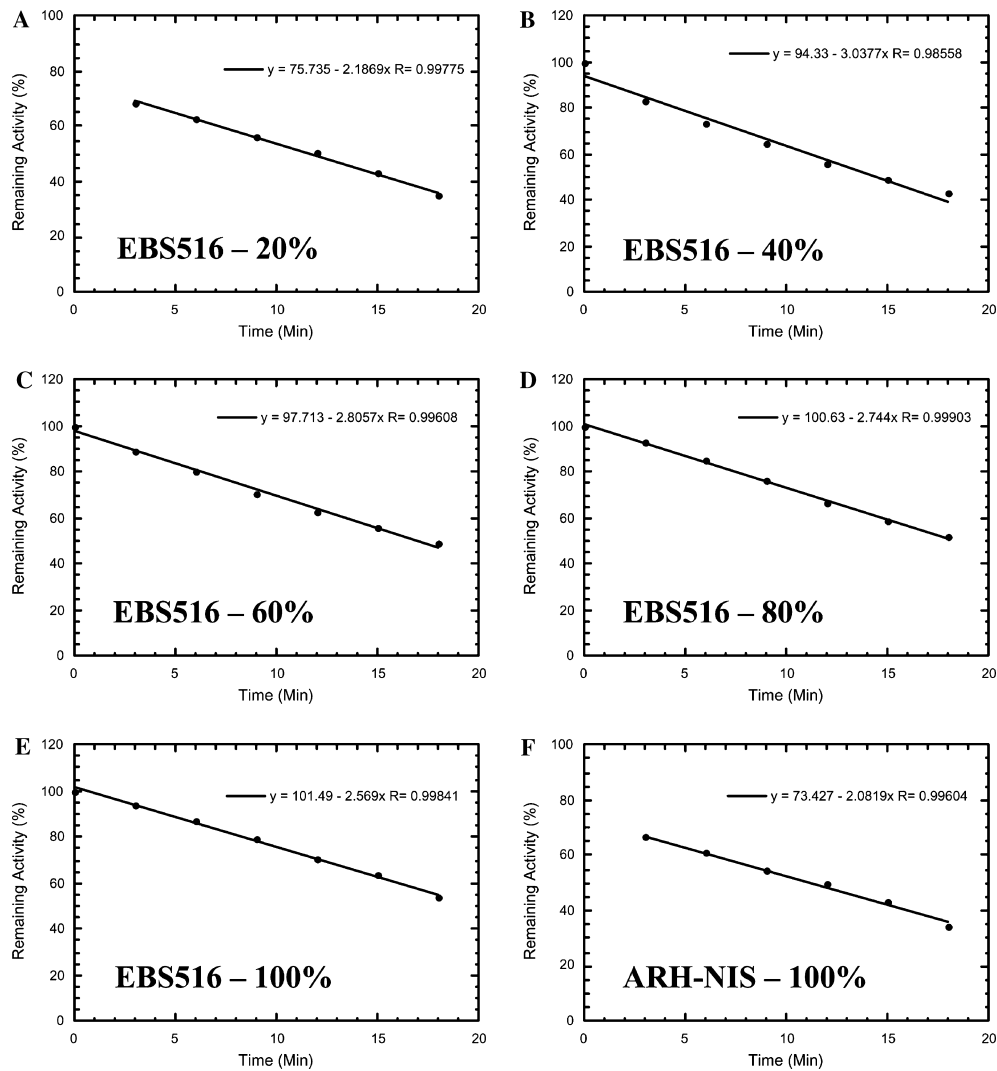 A
y = 75.735 - 2.1869x R= 0.99775
Remaining Activity (%)
100
80
60
40
20
0
EBS516 – 20%
0 5 10 15 20
Time (Min)
B
y = 94.33 - 3.0377x R= 0.98558
Remaining Activity (%)
120
100
80
60
40
20
0
EBS516 – 40%
0 5 10 15 20
Time (Min)
C
y = 97.713 - 2.8057x R= 0.99608
Remaining Activity (%)
120
100
80
60
40
20
0
EBS516 – 60%
0 5 10 15 20
Time (Min)
D
y = 100.63 - 2.744x R= 0.99903
Remaining Activity (%)
120
100
80
60
40
20
0
EBS516 – 80%
0 5 10 15 20
Time (Min)
E
y = 101.49 - 2.569x R= 0.99841
Remaining Activity (%)
120
100
80
60
40
20
0
EBS516 – 100%
0 5 10 15 20
Time (Min)
F
y = 73.427 - 2.0819x R= 0.99604
Remaining Activity (%)
100
80
60
40
20
0
ARH-NIS – 100%
0 5 10 15 20
Time (Min)